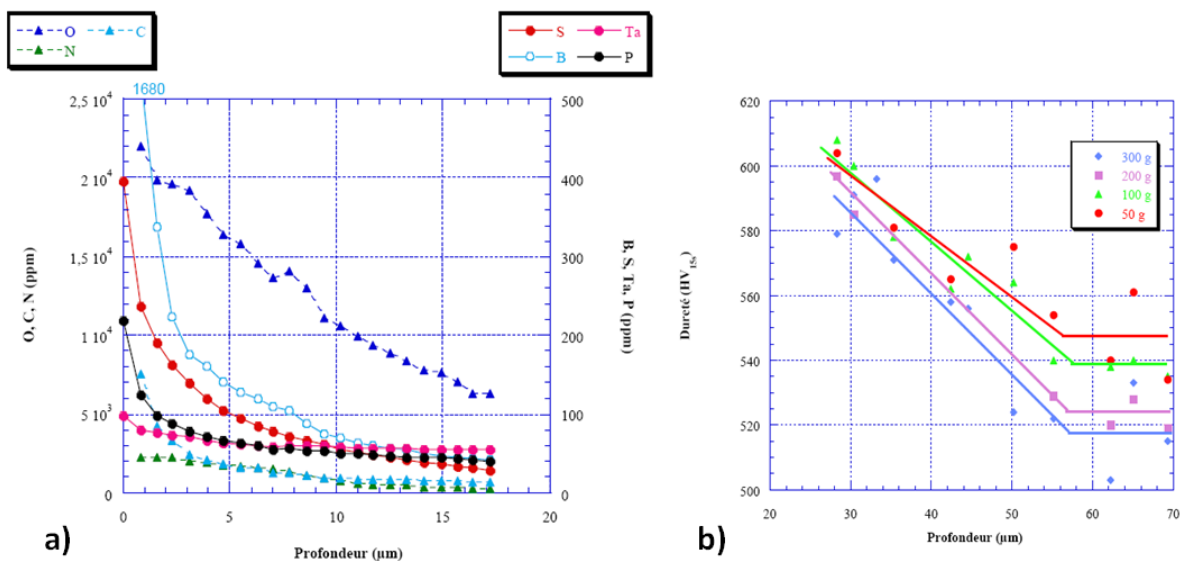 O C
N
S Ta
B P
1680
2,5 10⁴
2 10⁴
1,5 10⁴
1 10⁴
5 10³
0
O, C, N (ppm)
500
400
300
200
100
0
B, S, Ta, P (ppm)
0 5 10 15 20
Profondeur (µm)
a)
620
600
580
560
540
520
500
Dureté (HV15s)
300 g
200 g
100 g
50 g
20 30 40 50 60 70
Profondeur (µm)
b)